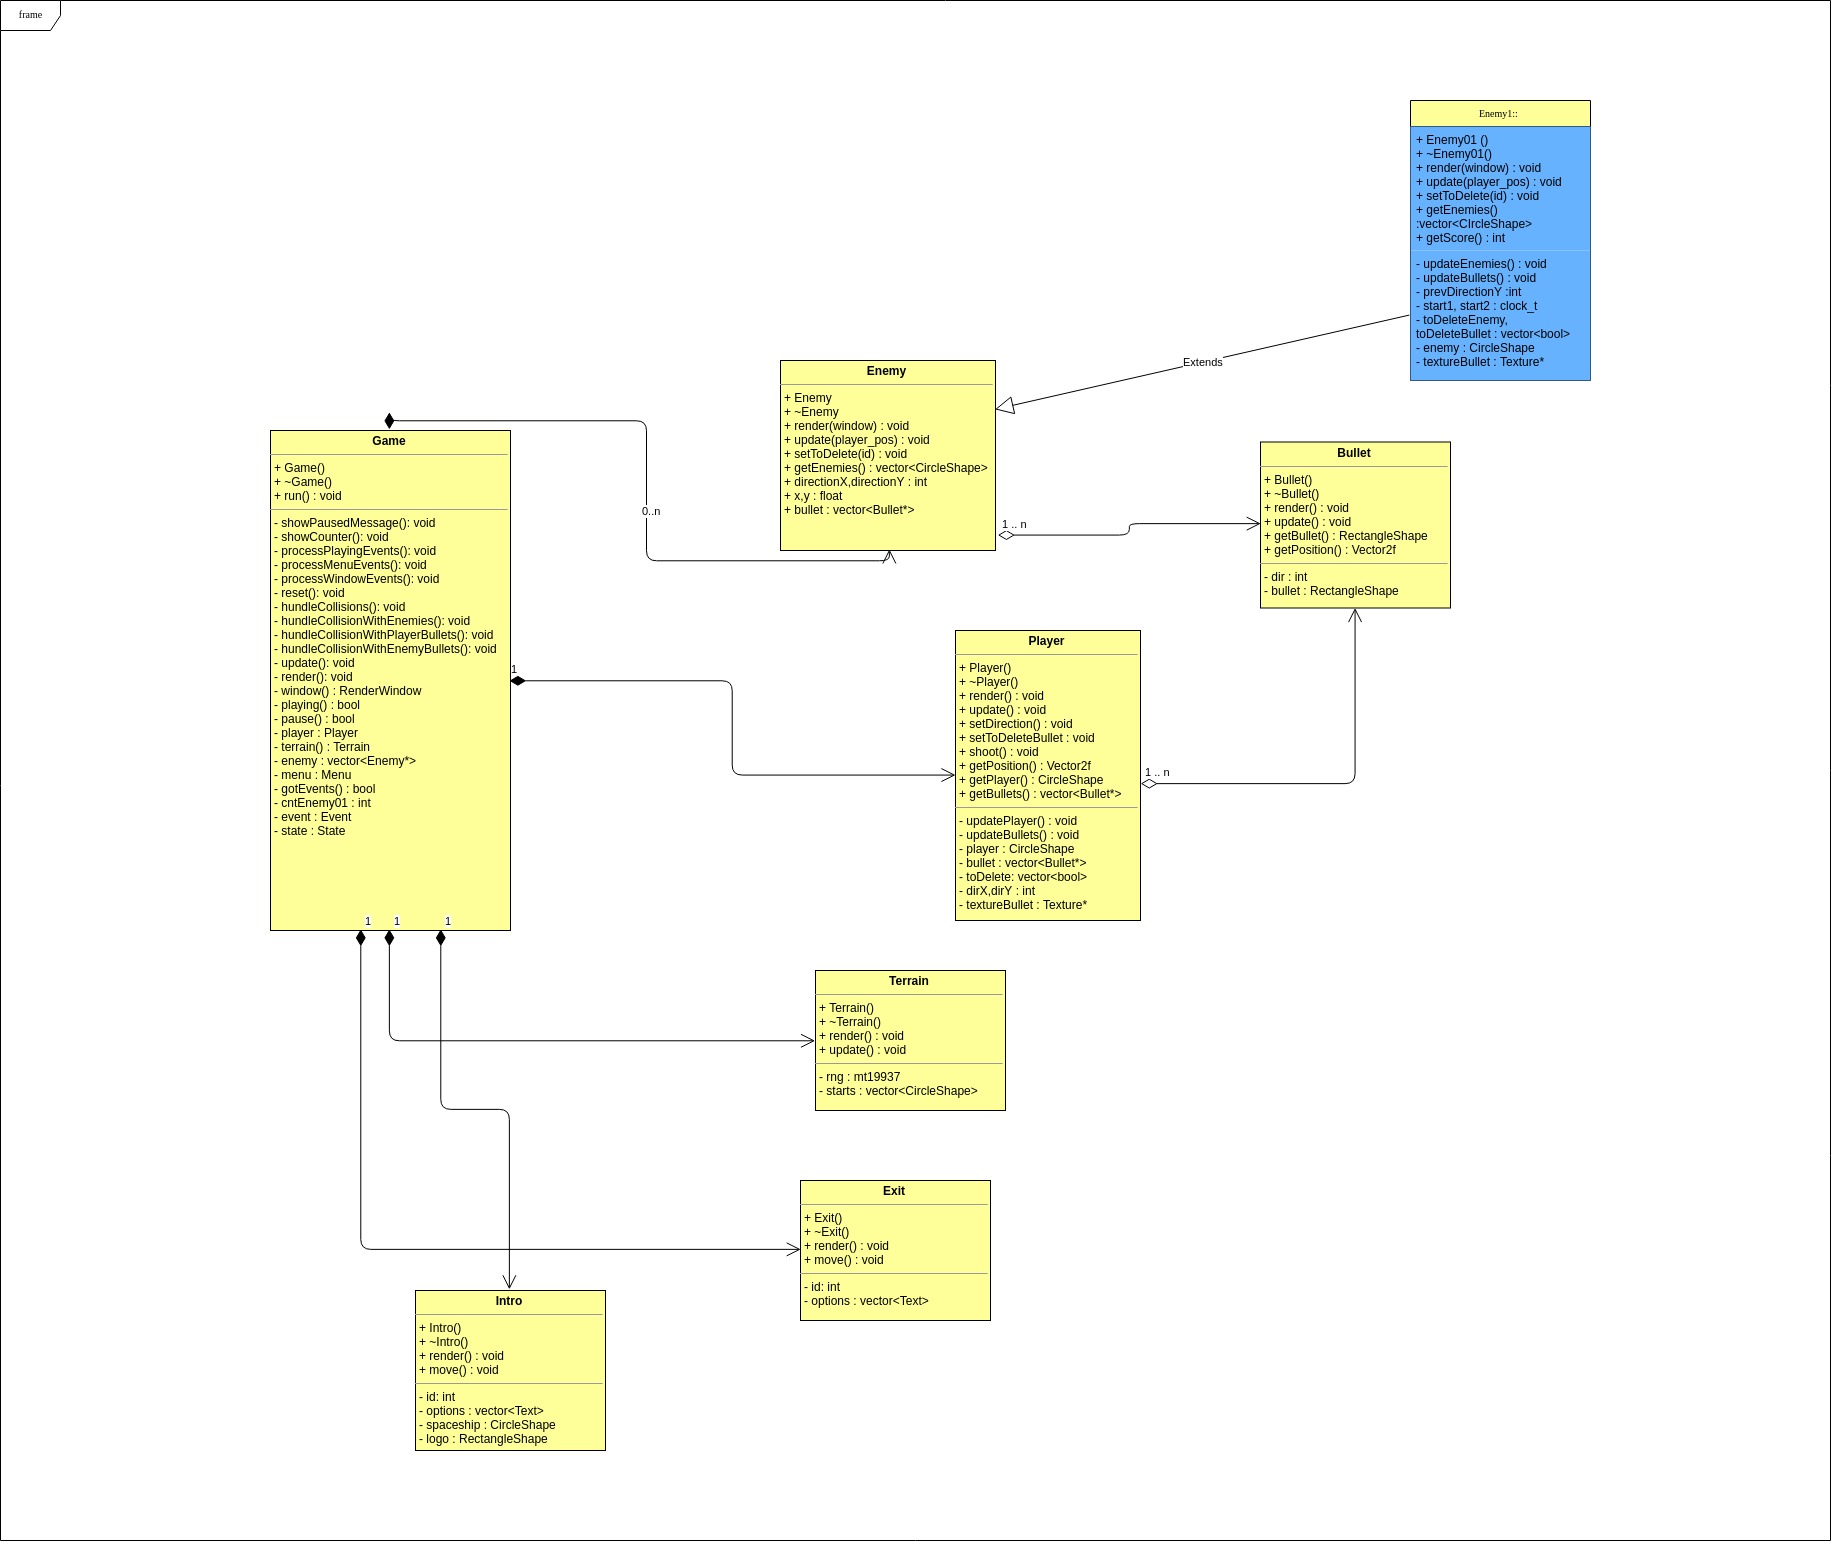 frame
Enemy1::
+ Enemy01 ()
+ ~Enemy01()
+ render(window) : void
+ update(player_pos) : void
+ setToDelete(id) : void
+ getEnemies()
:vector<CIrcleShape>
+ getScore() : int
- updateEnemies() : void
- updateBullets() : void
- prevDirectionY :int
- start1, start2 : clock_t
- toDeleteEnemy,
toDeleteBullet : vector<bool>
- enemy : CircleShape
- textureBullet : Texture*
Extends
Enemy
+ Enemy
+ ~Enemy
+ render(window) : void
+ update(player_pos) : void
+ setToDelete(id) : void
+ getEnemies() : vector<CircleShape>
+ directionX,directionY : int
+ x,y : float
+ bullet : vector<Bullet*>
1 .. n
Bullet
+ Bullet()
+ ~Bullet()
+ render() : void
+ update() : void
+ getBullet() : RectangleShape
+ getPosition() : Vector2f
- dir : int
- bullet : RectangleShape
Game
+ Game()
+ ~Game()
+ run() : void
- showPausedMessage(): void
- showCounter(): void
- processPlayingEvents(): void
- processMenuEvents(): void
- processWindowEvents(): void
- reset(): void
- hundleCollisions(): void
- hundleCollisionWithEnemies(): void
- hundleCollisionWithPlayerBullets(): void
- hundleCollisionWithEnemyBullets(): void
- update(): void
- render(): void
- window() : RenderWindow
- playing() : bool
- pause() : bool
- player : Player
- terrain() : Terrain
- enemy : vector<Enemy*>
- menu : Menu
- gotEvents() : bool
- cntEnemy01 : int
- event : Event
- state : State
0..n
1
1
1
1
Player
+ Player()
+ ~Player()
+ render() : void
+ update() : void
+ setDirection() : void
+ setToDeleteBullet : void
+ shoot() : void
+ getPosition() : Vector2f
+ getPlayer() : CircleShape
+ getBullets() : vector<Bullet*>
- updatePlayer() : void
- updateBullets() : void
- player : CircleShape
- bullet : vector<Bullet*>
- toDelete: vector<bool>
- dirX,dirY : int
- textureBullet : Texture*
1 .. n
Terrain
+ Terrain()
+ ~Terrain()
+ render() : void
+ update() : void
- rng : mt19937
- starts : vector<CircleShape>
Exit
+ Exit()
+ ~Exit()
+ render() : void
+ move() : void
- id: int
- options : vector<Text>
Intro
+ Intro()
+ ~Intro()
+ render() : void
+ move() : void
- id: int
- options : vector<Text>
- spaceship : CircleShape
- logo : RectangleShape